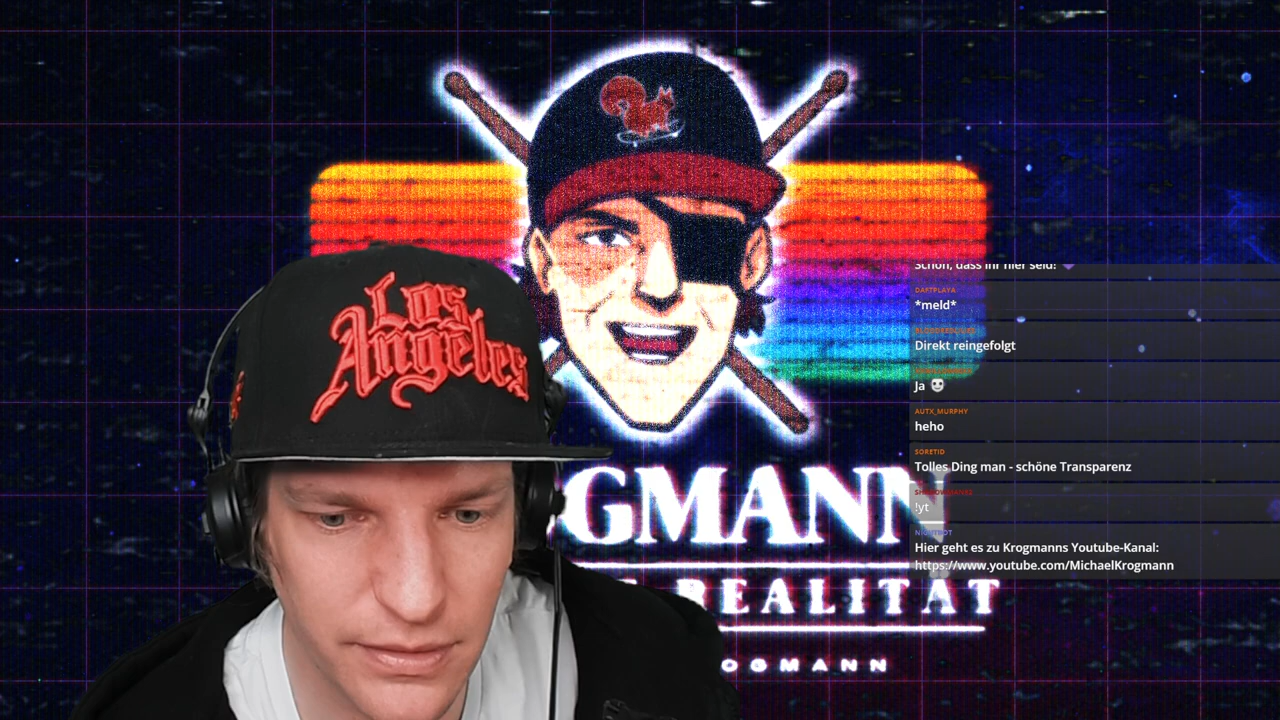 Los
Angeles
GMANN
REALITÄT
OGMANN
Schön, dass ihr hier seid!
DAFTPLAYA
*meld*
Direkt reingefolgt
Ja
AUTX_MURPHY
heho
SORETID
Tolles Ding man - schöne Transparenz
!yt
NIGHTBOT
Hier geht es zu Krogmanns Youtube-Kanal:
https://www.youtube.com/MichaelKrogmann